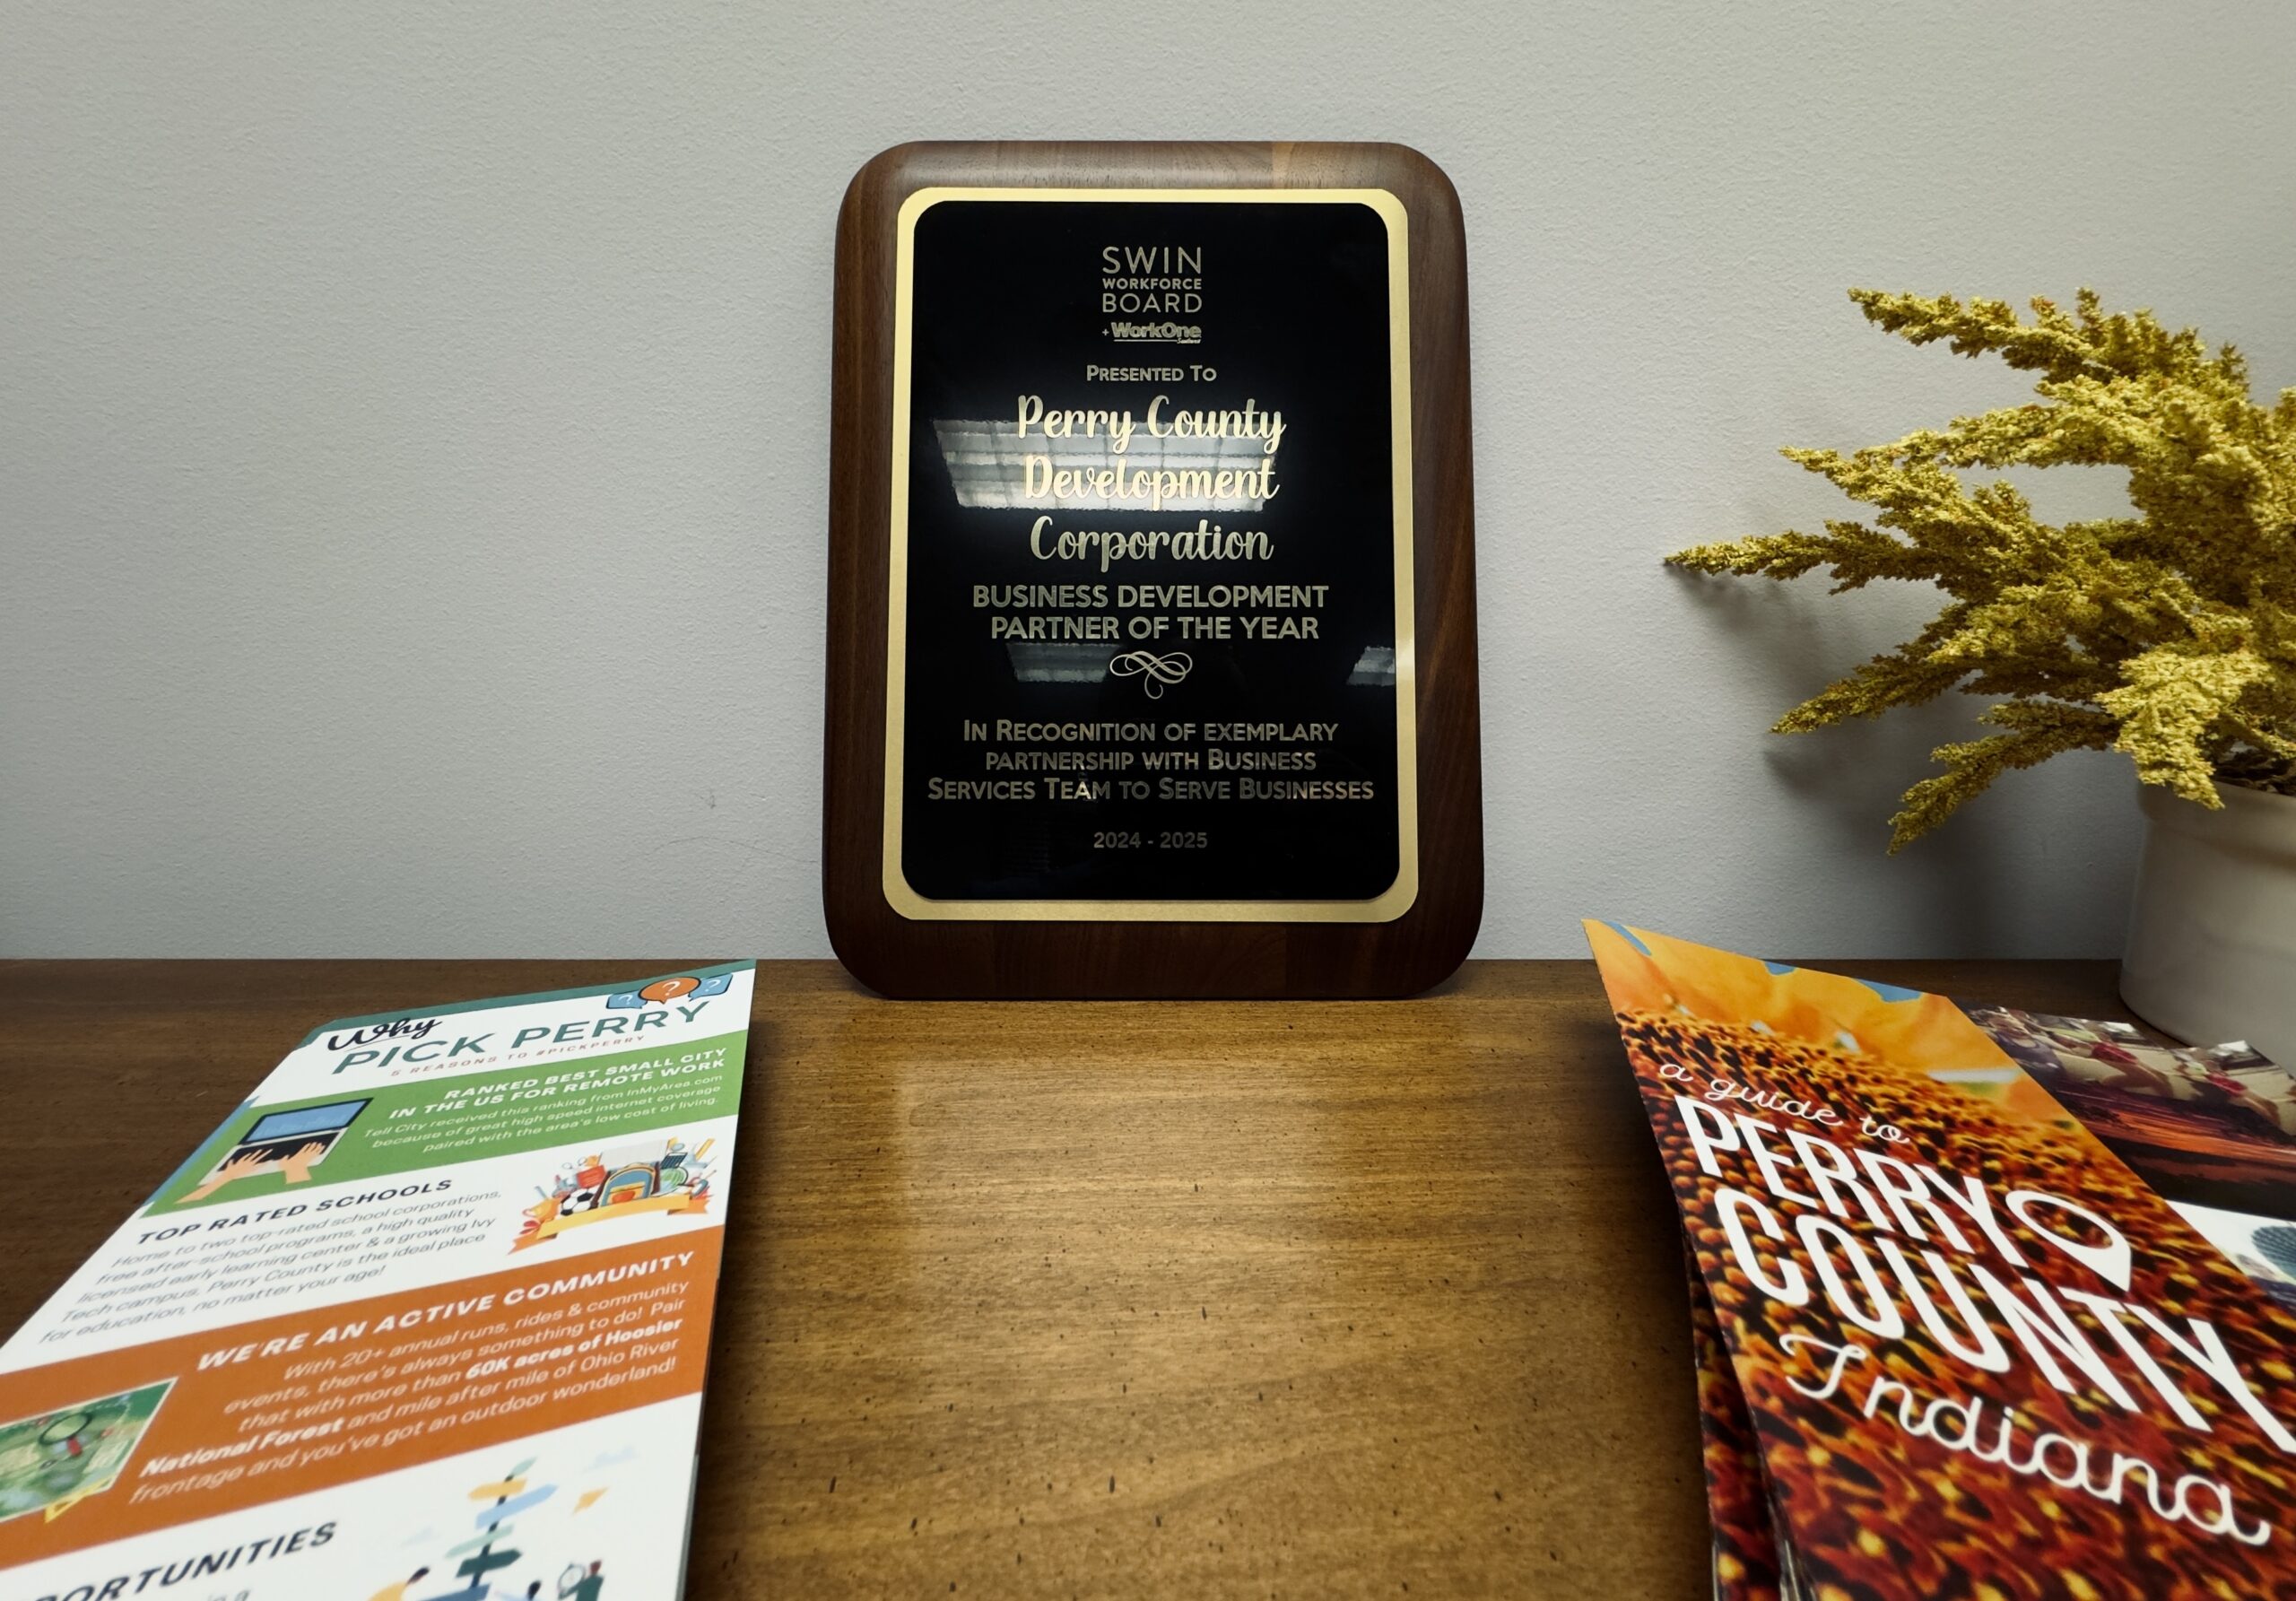 SWIN
WORKFORCE
BOARD
+ WorkOne
PRESENTED TO
Perry County
Development
Corporation
BUSINESS DEVELOPMENT
PARTNER OF THE YEAR
IN RECOGNITION OF EXEMPLARY
PARTNERSHIP WITH BUSINESS
SERVICES TEAM TO SERVE BUSINESSES
2024 - 2025
? ? ?
Why
PICK PERRY
5 REASONS TO #PICKPERRY
RANKED BEST SMALL CITY
IN THE US FOR REMOTE WORK
Tell City received this ranking from InMyArea.com
because of great high speed internet coverage
paired with the area's low cost of living.
TOP RATED SCHOOLS
Home to two top-rated school corporations,
free after-school programs, a high quality
licensed early learning center & a growing Ivy
Tech campus, Perry County is the ideal place
for education, no matter your age!
WE'RE AN ACTIVE COMMUNITY
With 20+ annual runs, rides & community
events, there's always something to do! Pair
that with more than 60K acres of Hoosier
National Forest and mile after mile of Ohio River
frontage and you've got an outdoor wonderland!
PORTUNITIES
a guide to
PERRY
COUNTY
Indiana